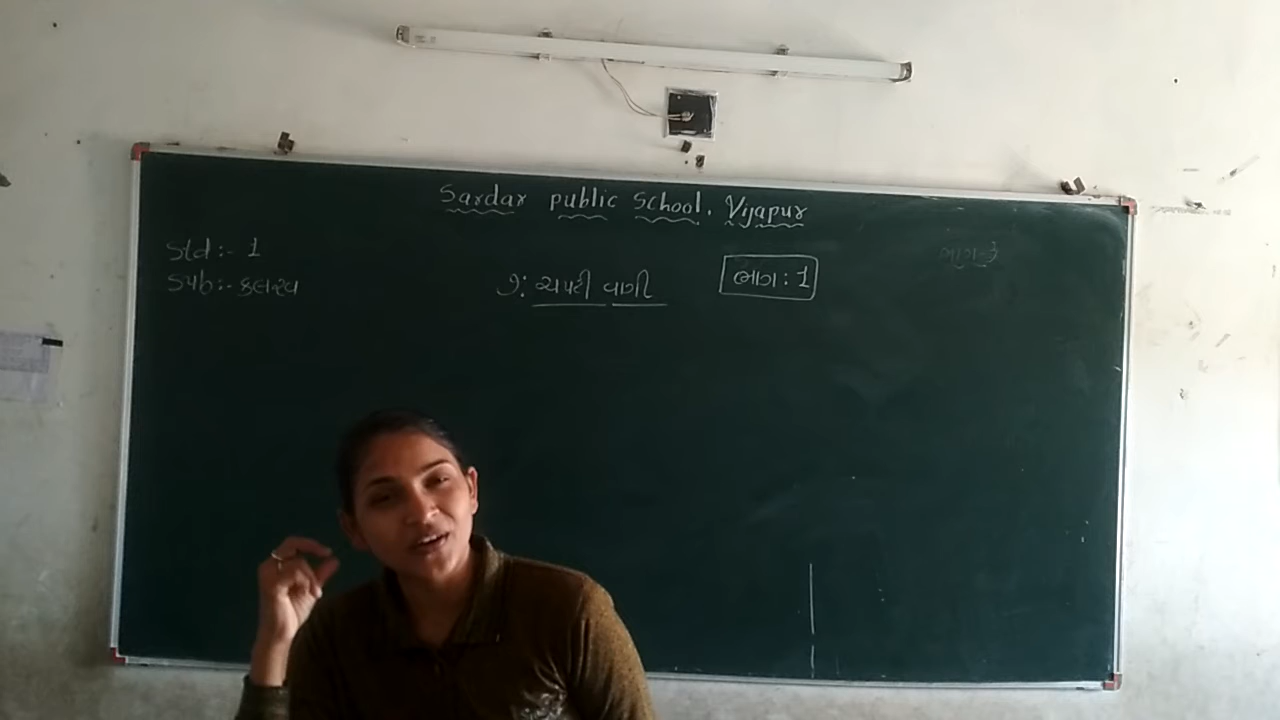 Sardar public School. Vijapur
Std :- 1
Sub :- કલરવ
૭: ચપટી વાગી
ભાગ : 1